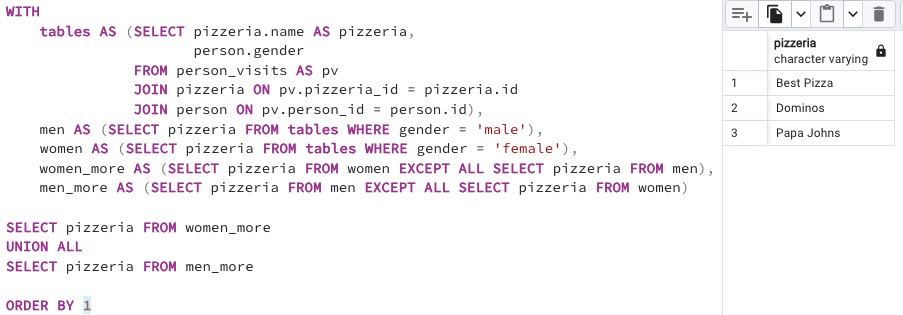 WITH
tables AS (SELECT pizzeria.name AS pizzeria,
person.gender
FROM person_visits AS pv
JOIN pizzeria ON pv.pizzeria_id = pizzeria.id
JOIN person ON pv.person_id = person.id),
men AS (SELECT pizzeria FROM tables WHERE gender = 'male'),
women AS (SELECT pizzeria FROM tables WHERE gender = 'female'),
women_more AS (SELECT pizzeria FROM women EXCEPT ALL SELECT pizzeria FROM men),
men_more AS (SELECT pizzeria FROM men EXCEPT ALL SELECT pizzeria FROM women)
SELECT pizzeria FROM women_more
UNION ALL
SELECT pizzeria FROM men_more
ORDER BY 1
pizzeria
character varying
1 Best Pizza
2 Dominos
3 Papa Johns